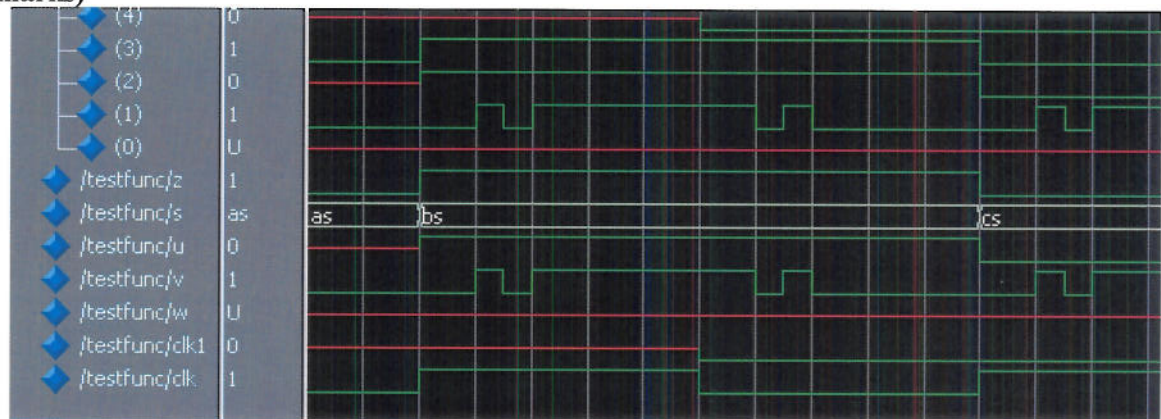 marks)
(4) 0
(3) 1
(2) 0
(1) 1
(0) U
/testfunc/z 1
/testfunc/s as as bs cs
/testfunc/u 0
/testfunc/v 1
/testfunc/w U
/testfunc/clk1 0
/testfunc/clk 1